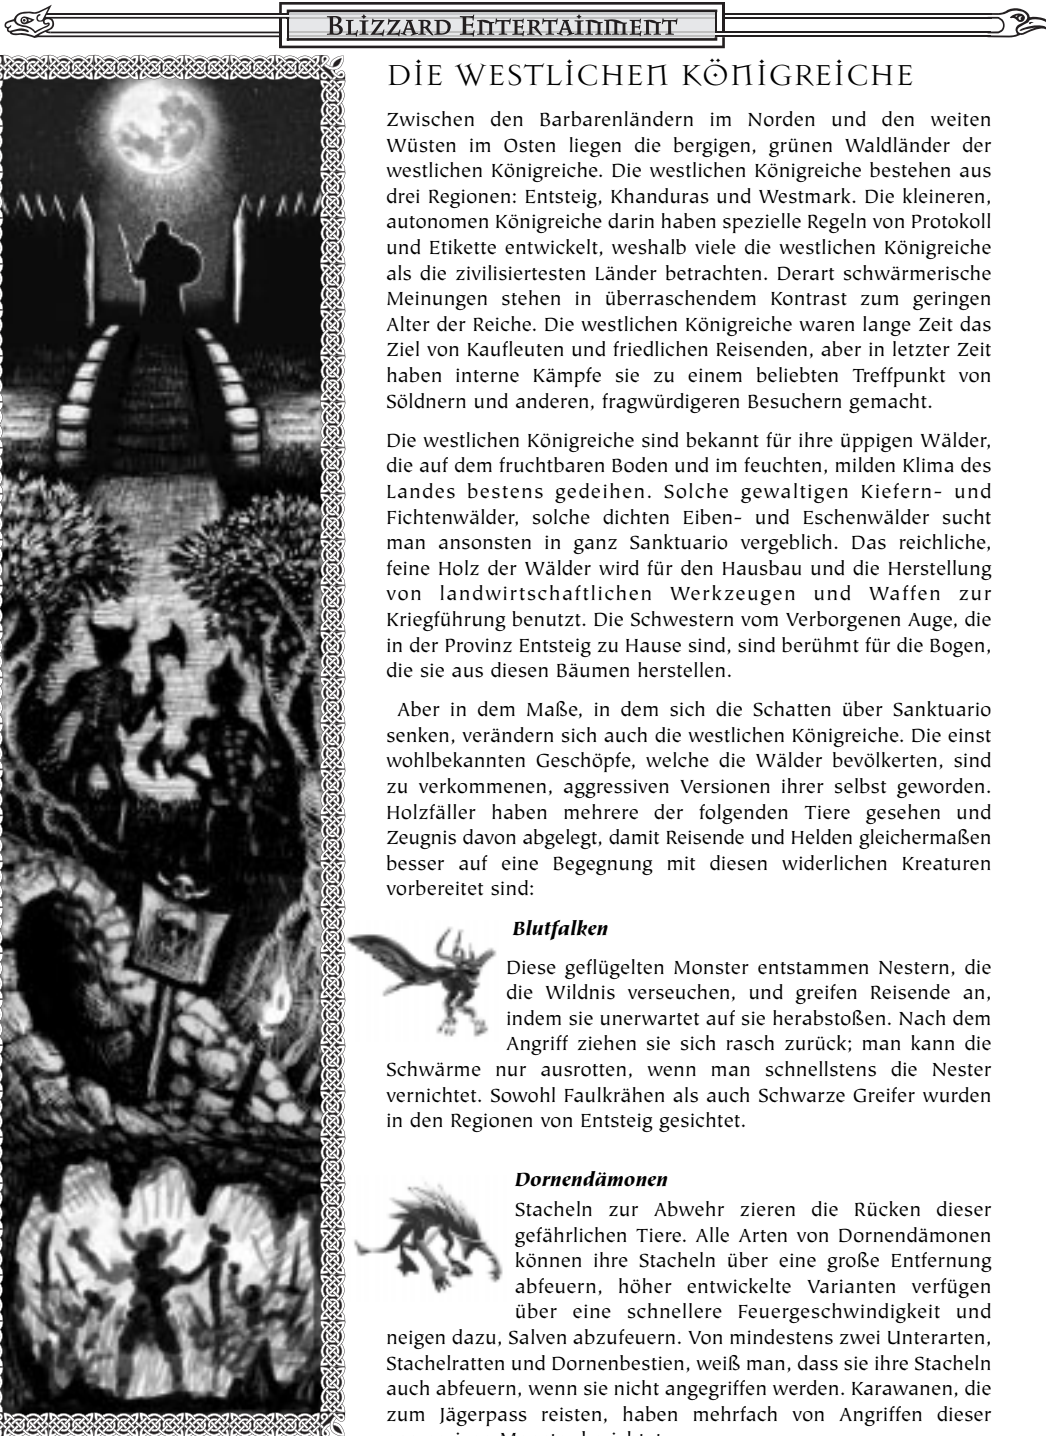 Blizzard Entertainment
Die westlichen Königreiche
Zwischen den Barbarenländern im Norden und den weiten
Wüsten im Osten liegen die bergigen, grünen Waldländer der
westlichen Königreiche. Die westlichen Königreiche bestehen aus
drei Regionen: Entsteig, Khanduras und Westmark. Die kleineren,
autonomen Königreiche darin haben spezielle Regeln von Protokoll
und Etikette entwickelt, weshalb viele die westlichen Königreiche
als die zivilisiertesten Länder betrachten. Derart schwärmerische
Meinungen stehen in überraschendem Kontrast zum geringen
Alter der Reiche. Die westlichen Königreiche waren lange Zeit das
Ziel von Kaufleuten und friedlichen Reisenden, aber in letzter Zeit
haben interne Kämpfe sie zu einem beliebten Treffpunkt von
Söldnern und anderen, fragwürdigeren Besuchern gemacht.
Die westlichen Königreiche sind bekannt für ihre üppigen Wälder,
die auf dem fruchtbaren Boden und im feuchten, milden Klima des
Landes bestens gedeihen. Solche gewaltigen Kiefern- und
Fichtenwälder, solche dichten Eiben- und Eschenwälder sucht
man ansonsten in ganz Sanktuario vergeblich. Das reichliche,
feine Holz der Wälder wird für den Hausbau und die Herstellung
von landwirtschaftlichen Werkzeugen und Waffen zur
Kriegführung benutzt. Die Schwestern vom Verborgenen Auge, die
in der Provinz Entsteig zu Hause sind, sind berühmt für die Bogen,
die sie aus diesen Bäumen herstellen.
Aber in dem Maße, in dem sich die Schatten über Sanktuario
senken, verändern sich auch die westlichen Königreiche. Die einst
wohlbekannten Geschöpfe, welche die Wälder bevölkerten, sind
zu verkommenen, aggressiven Versionen ihrer selbst geworden.
Holzfäller haben mehrere der folgenden Tiere gesehen und
Zeugnis davon abgelegt, damit Reisende und Helden gleichermaßen
besser auf eine Begegnung mit diesen widerlichen Kreaturen
vorbereitet sind:
Blutfalken
Diese geflügelten Monster entstammen Nestern, die
die Wildnis verseuchen, und greifen Reisende an,
indem sie unerwartet auf sie herabstoßen. Nach dem
Angriff ziehen sie sich rasch zurück; man kann die
Schwärme nur ausrotten, wenn man schnellstens die Nester
vernichtet. Sowohl Faulkrähen als auch Schwarze Greifer wurden
in den Regionen von Entsteig gesichtet.
Dornendämonen
Stacheln zur Abwehr zieren die Rücken dieser
gefährlichen Tiere. Alle Arten von Dornendämonen
können ihre Stacheln über eine große Entfernung
abfeuern, höher entwickelte Varianten verfügen
über eine schnellere Feuergeschwindigkeit und
neigen dazu, Salven abzufeuern. Von mindestens zwei Unterarten,
Stachelratten und Dornenbestien, weiß man, dass sie ihre Stacheln
auch abfeuern, wenn sie nicht angegriffen werden. Karawanen, die
zum Jägerpass reisten, haben mehrfach von Angriffen dieser